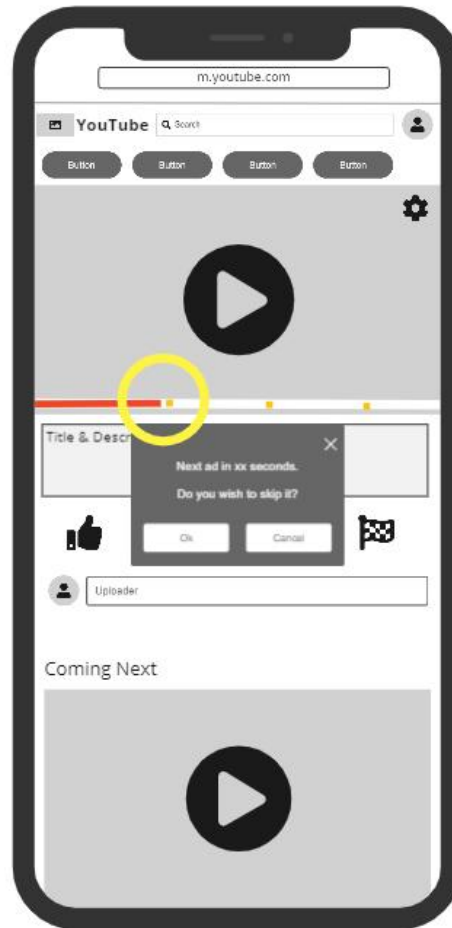 m.youtube.com
YouTube
Search
Button Button Button Button
Title & Descr
Next ad in xx seconds.
Do you wish to skip it?
Ok Cancel
Uploader
Coming Next